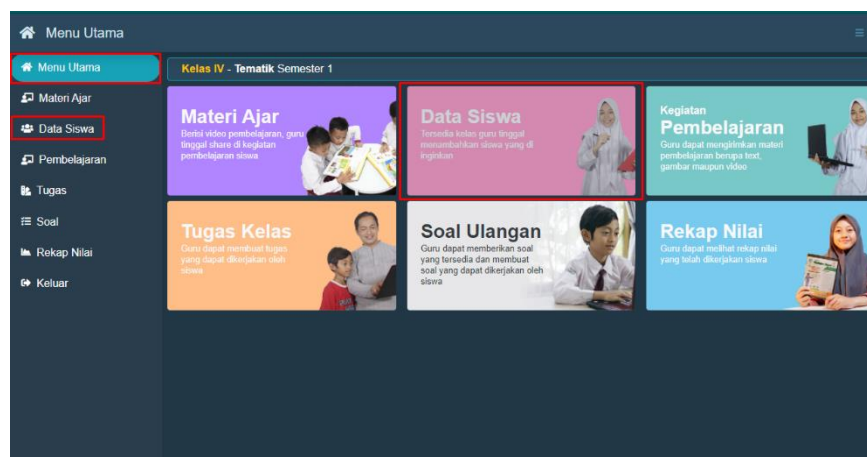 Menu Utama
Menu Utama
Materi Ajar
Data Siswa
Pembelajaran
Tugas
Soal
Rekap Nilai
Keluar
Kelas IV - Tematik Semester 1
Materi Ajar
Berisi video pembelajaran, guru
tinggal share di kegiatan
pembelajaran siswa
Data Siswa
Tersedia kelas guru tinggal
menambahkan siswa yang di
inginkan
Kegiatan
Pembelajaran
Guru dapat mengirimkan materi
pembelajaran berupa text,
gambar maupun video
Tugas Kelas
Guru dapat membuat tugas
yang dapat dikerjakan oleh
siswa
Soal Ulangan
Guru dapat memberikan soal
yang tersedia dan membuat
soal yang dapat dikerjakan oleh
siswa
Rekap Nilai
Guru dapat melihat rekap nilai
yang telah dikerjakan siswa